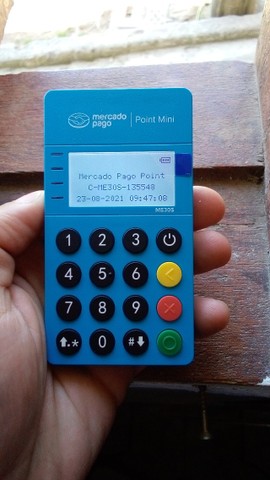 mercado pago | Point Mini
Mercado Pago Point
C-ME30S-135548
23-08-2021 09:47:08
ME30S
1 2 3
4 5 6
7 8 9
.* 0 #